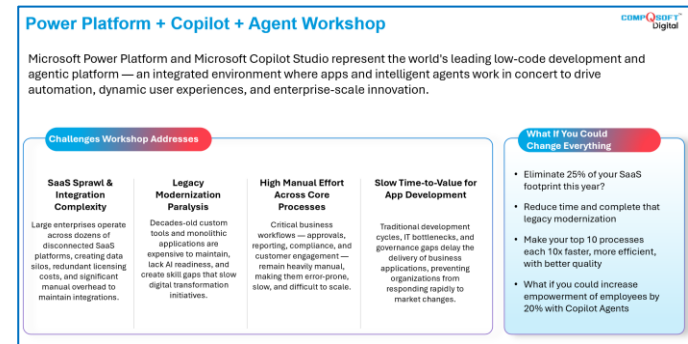 Power Platform + Copilot + Agent Workshop
COMPQSOFT™
Digital
Microsoft Power Platform and Microsoft Copilot Studio represent the world's leading low-code development and
agentic platform — an integrated environment where apps and intelligent agents work in concert to drive
automation, dynamic user experiences, and enterprise-scale innovation.
Challenges Workshop Addresses
SaaS Sprawl &
Integration
Complexity
Large enterprises operate
across dozens of
disconnected SaaS
platforms, creating data
silos, redundant licensing
costs, and significant
manual overhead to
maintain integrations.
Legacy
Modernization
Paralysis
Decades-old custom
tools and monolithic
applications are
expensive to maintain,
lack AI readiness, and
create skill gaps that slow
digital transformation
initiatives.
High Manual Effort
Across Core
Processes
Critical business
workflows — approvals,
reporting, compliance, and
customer engagement —
remain heavily manual,
making them error-prone,
slow, and difficult to scale.
Slow Time-to-Value for
App Development
Traditional development
cycles, IT bottlenecks, and
governance gaps delay the
delivery of business
applications, preventing
organizations from
responding rapidly to
market changes.
What If You Could
Change Everything
• Eliminate 25% of your SaaS
footprint this year?
• Reduce time and complete that
legacy modernization
• Make your top 10 processes
each 10x faster, more efficient,
with better quality
• What if you could increase
empowerment of employees by
20% with Copilot Agents